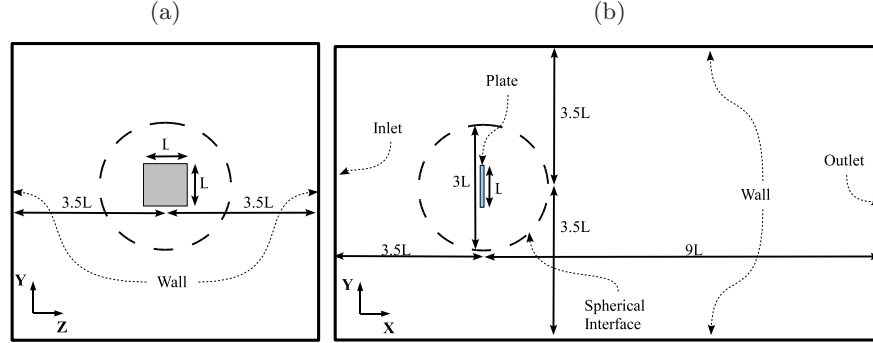 (a)
(b)
L
L
3.5L
3.5L
Wall
Y
Z
Inlet
Plate
3L
L
3.5L
3.5L
3.5L
9L
Wall
Outlet
Spherical
Interface
Y
X